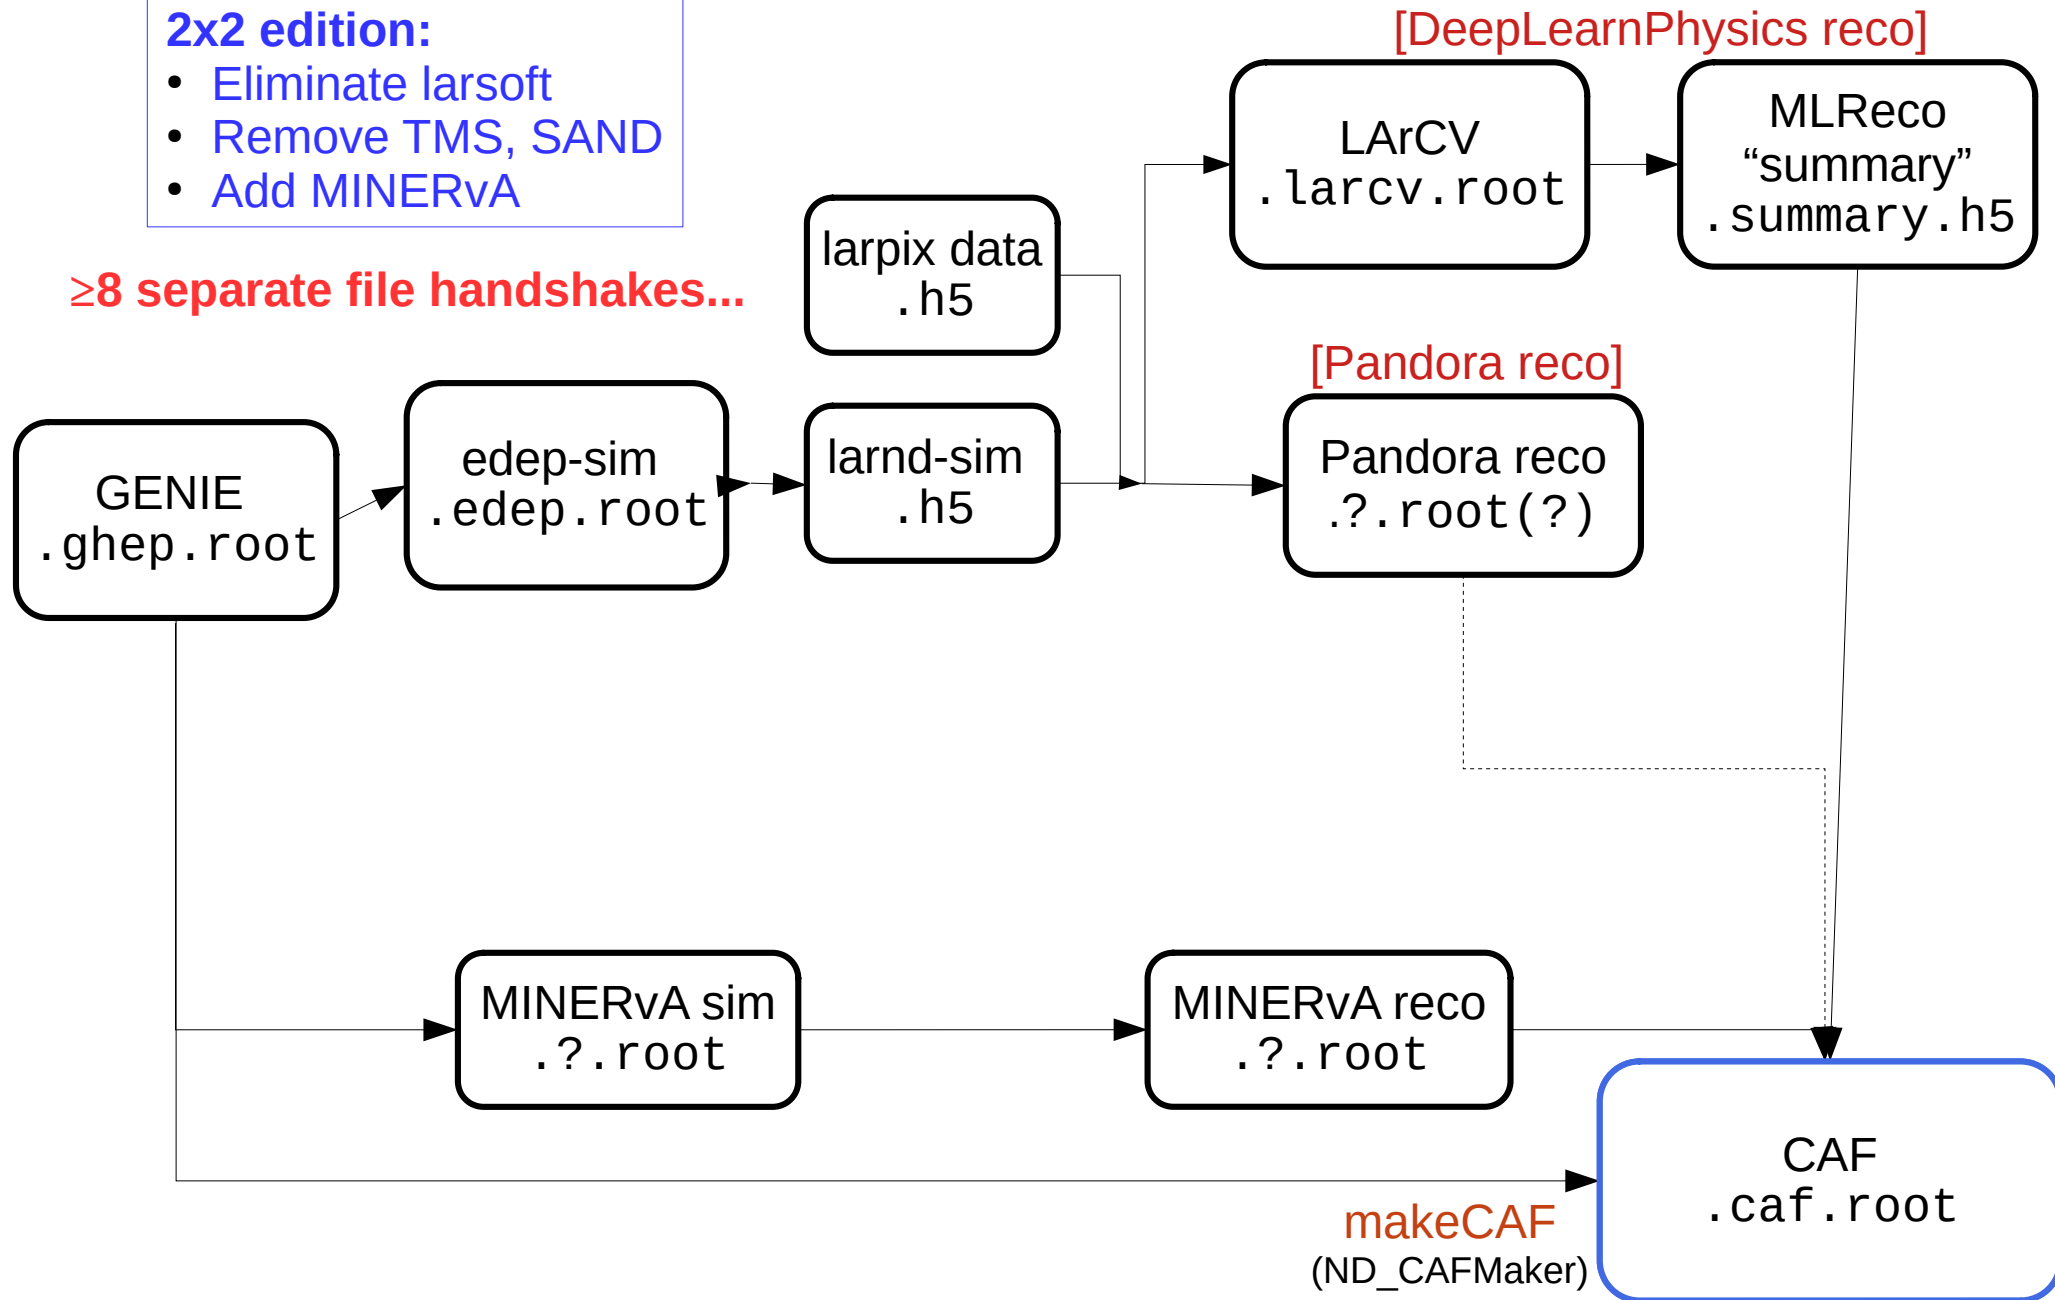 2x2 edition:
• Eliminate larsoft
• Remove TMS, SAND
• Add MINERvA
≥8 separate file handshakes...
[DeepLearnPhysics reco]
LArCV
.larcv.root
MLReco
“summary”
.summary.h5
larpix data
.h5
[Pandora reco]
GENIE
.ghep.root
edep-sim
.edep.root
larnd-sim
.h5
Pandora reco
.?.root(?)
MINERvA sim
.?.root
MINERvA reco
.?.root
CAF
.caf.root
makeCAF
(ND_CAFMaker)